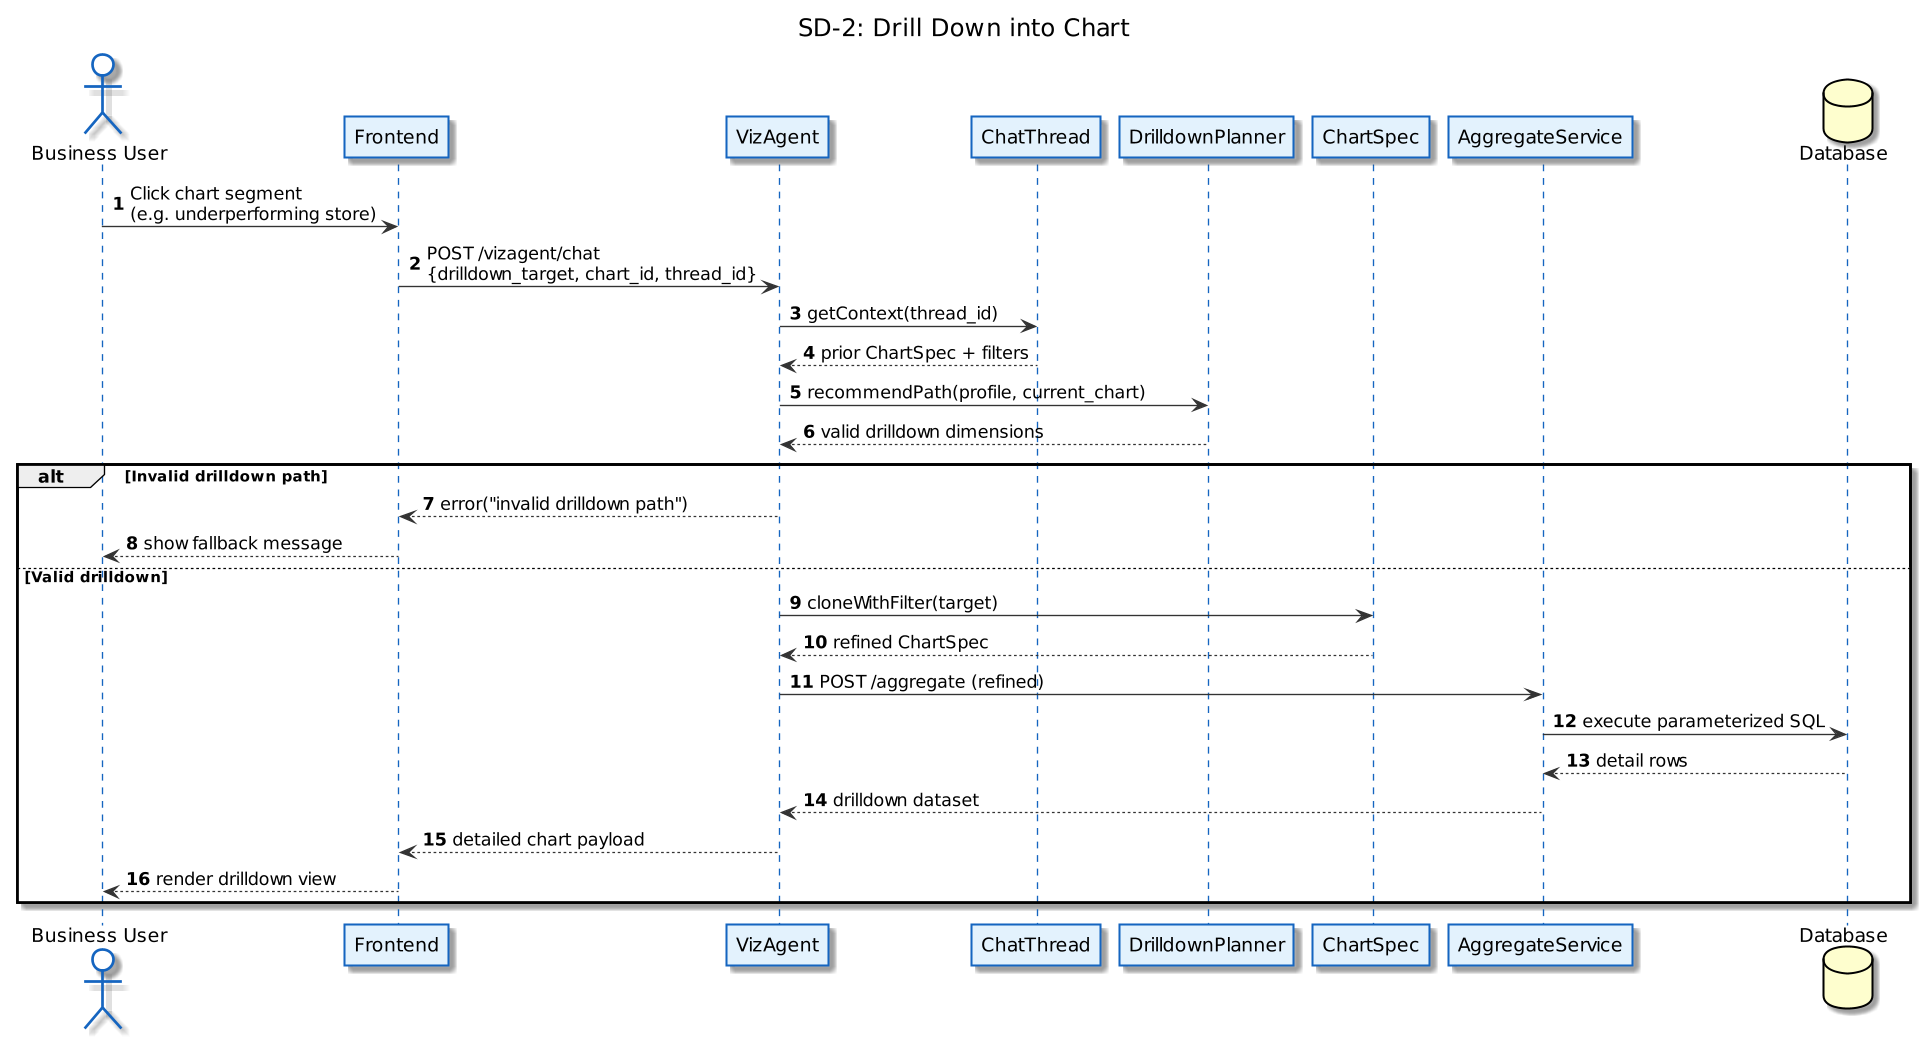 SD-2: Drill Down into Chart
Business User
Frontend
VizAgent
ChatThread
DrilldownPlanner
ChartSpec
AggregateService
Database
1 Click chart segment
(e.g. underperforming store)
2 POST /vizagent/chat
{drilldown_target, chart_id, thread_id}
3 getContext(thread_id)
4 prior ChartSpec + filters
5 recommendPath(profile, current_chart)
6 valid drilldown dimensions
alt [Invalid drilldown path]
7 error("invalid drilldown path")
8 show fallback message
[Valid drilldown]
9 cloneWithFilter(target)
10 refined ChartSpec
11 POST /aggregate (refined)
12 execute parameterized SQL
13 detail rows
14 drilldown dataset
15 detailed chart payload
16 render drilldown view
Business User
Frontend
VizAgent
ChatThread
DrilldownPlanner
ChartSpec
AggregateService
Database